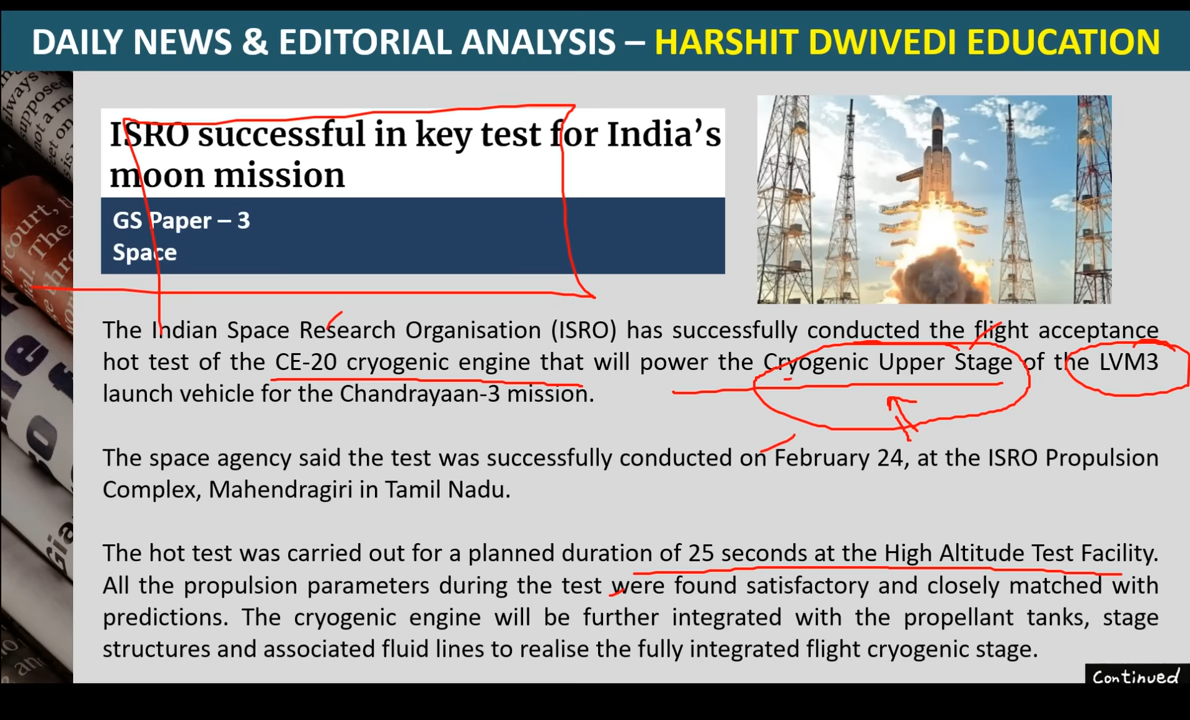 DAILY NEWS & EDITORIAL ANALYSIS – HARSHIT DWIVEDI EDUCATION
ISRO successful in key test for India's
moon mission
GS Paper – 3
Space
The Indian Space Research Organisation (ISRO) has successfully conducted the flight acceptance
hot test of the CE-20 cryogenic engine that will power the Cryogenic Upper Stage of the LVM3
launch vehicle for the Chandrayaan-3 mission.
The space agency said the test was successfully conducted on February 24, at the ISRO Propulsion
Complex, Mahendragiri in Tamil Nadu.
The hot test was carried out for a planned duration of 25 seconds at the High Altitude Test Facility.
All the propulsion parameters during the test were found satisfactory and closely matched with
predictions. The cryogenic engine will be further integrated with the propellant tanks, stage
structures and associated fluid lines to realise the fully integrated flight cryogenic stage.
Continued